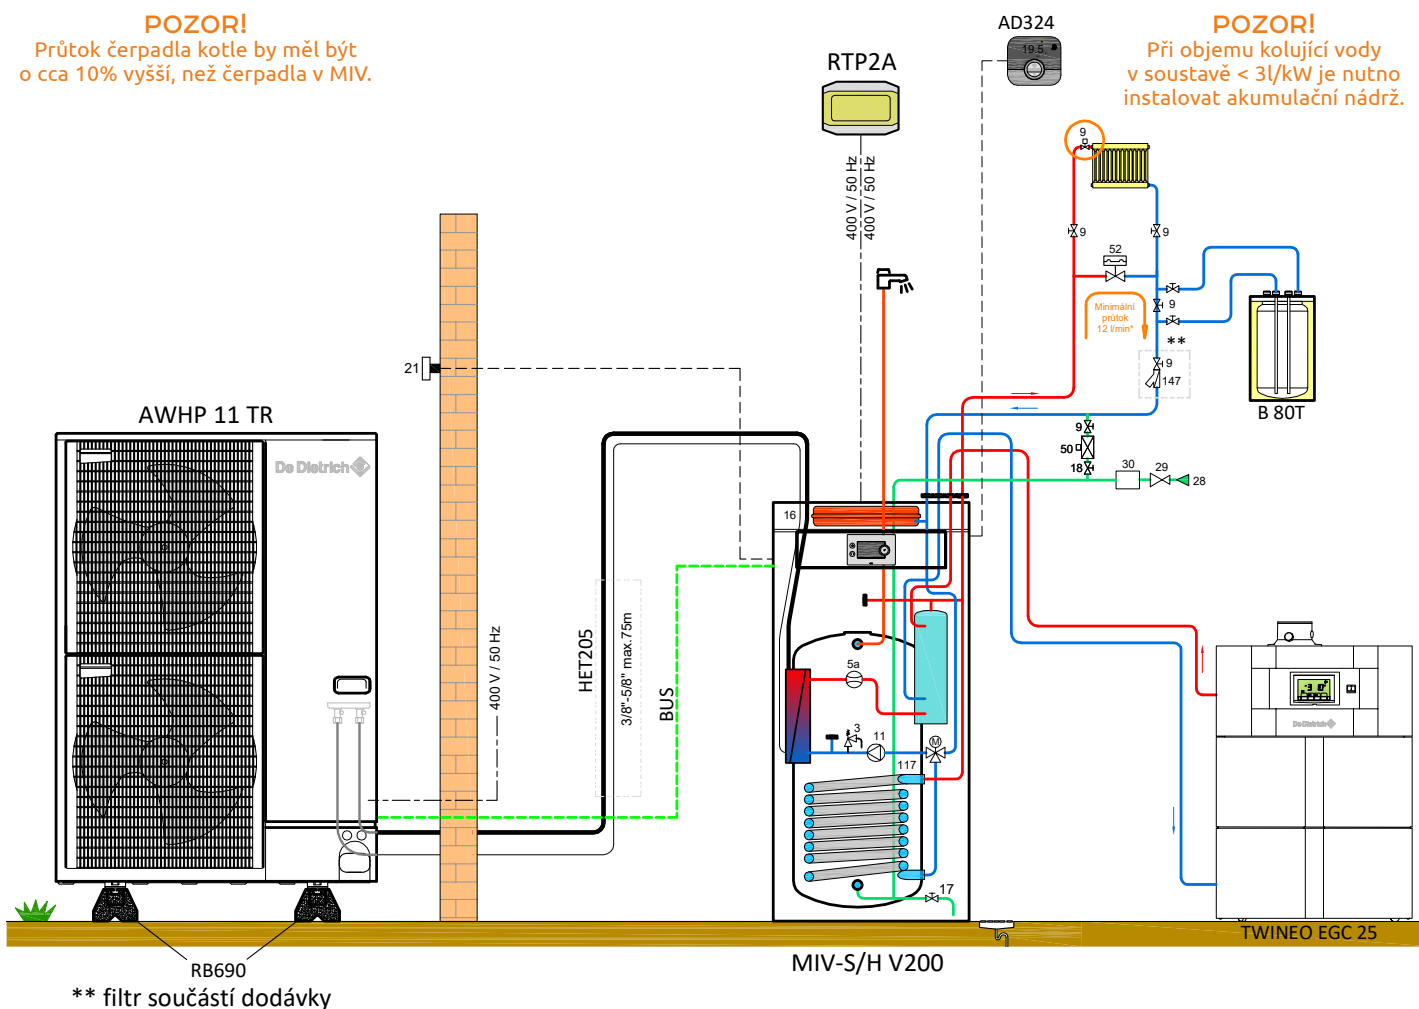 POZOR!
Průtok čerpadla kotle by měl být
o cca 10% vyšší, než čerpadla v MIV.
AD324
19.5
RTP2A
POZOR!
Při objemu kolující vody
v soustavě < 3l/kW je nutno
instalovat akumulační nádrž.
400 V / 50 Hz
400 V / 50 Hz
9
9
9
52
9
Minimální
průtok
12 l/min*
**
9
147
B 80T
21
AWHP 11 TR
De Dietrich
9
50
18
30
29
28
16
HET205
3/8"-5/8" max.75m
BUS
400 V / 50 Hz
5a
3
11
M
117
17
De Dietrich
TWINEO EGC 25
MIV-S/H V200
RB690
** filtr součástí dodávky